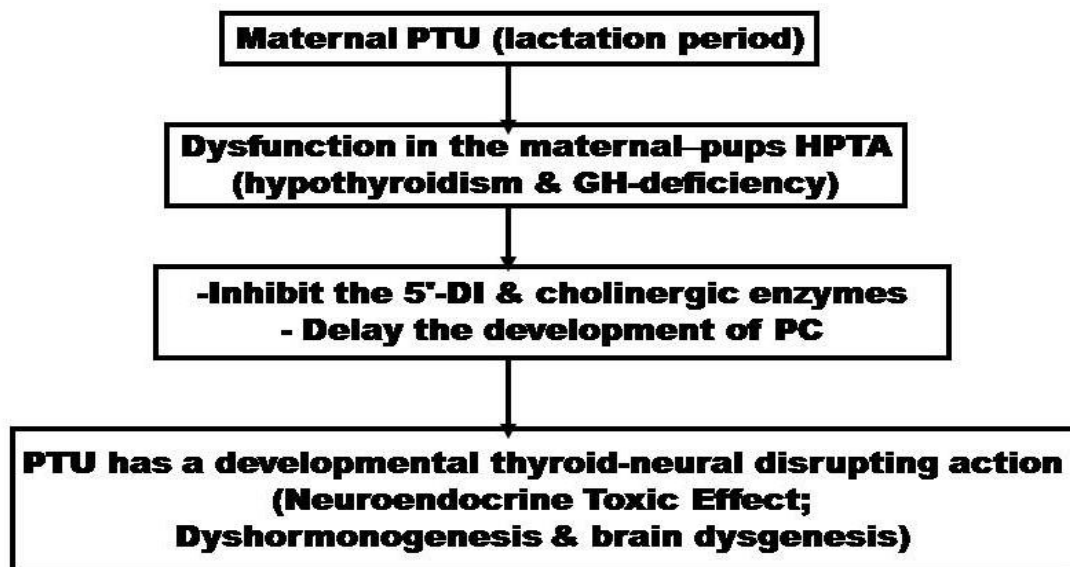 Maternal PTU (lactation period)
Dysfunction in the maternal–pups HPTA
(hypothyroidism & GH-deficiency)
-Inhibit the 5'-DI & cholinergic enzymes
- Delay the development of PC
PTU has a developmental thyroid-neural disrupting action
(Neuroendocrine Toxic Effect;
Dyshormonogenesis & brain dysgenesis)